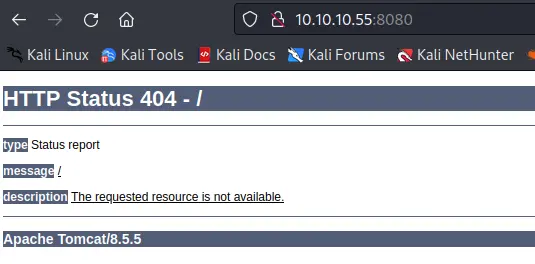 10.10.10.55:8080
Kali Linux Kali Tools Kali Docs Kali Forums Kali NetHunter
HTTP Status 404 - /
type Status report
message /
description The requested resource is not available.
Apache Tomcat/8.5.5